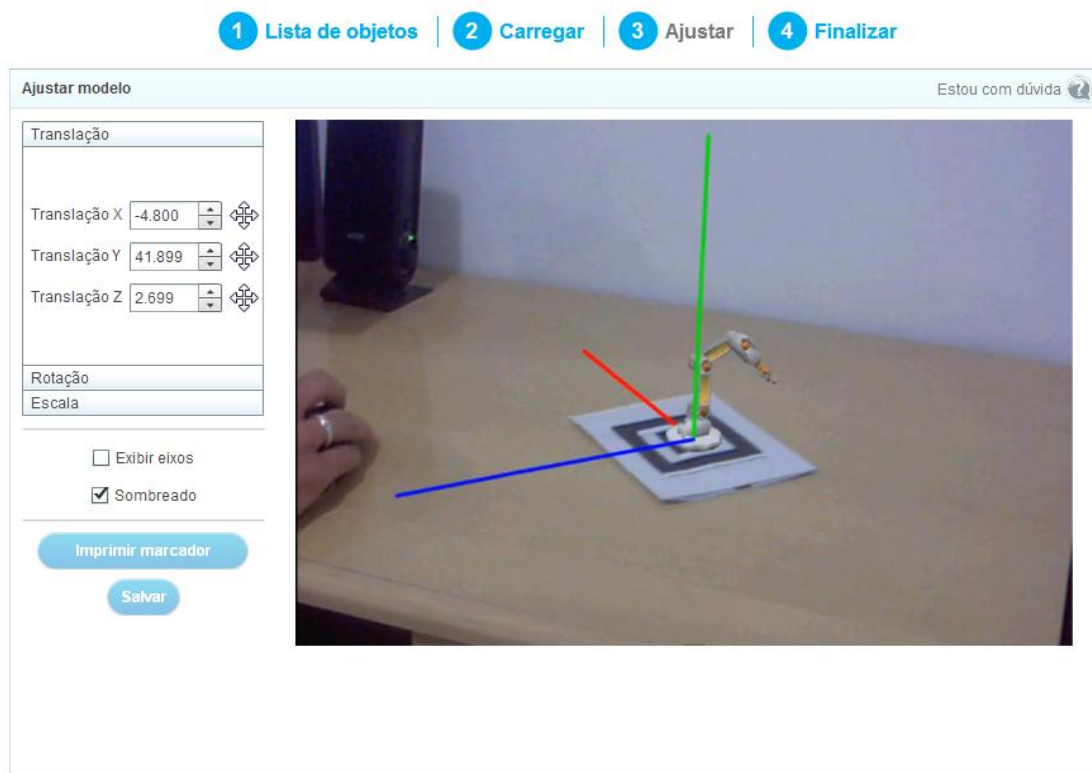 1 Lista de objetos 2 Carregar 3 Ajustar 4 Finalizar
Ajustar modelo Estou com dúvida ?
Translação
Translação X -4.800
Translação Y 41.899
Translação Z 2.699
Rotação
Escala
Exibir eixos
Sombreado
Imprimir marcador
Salvar